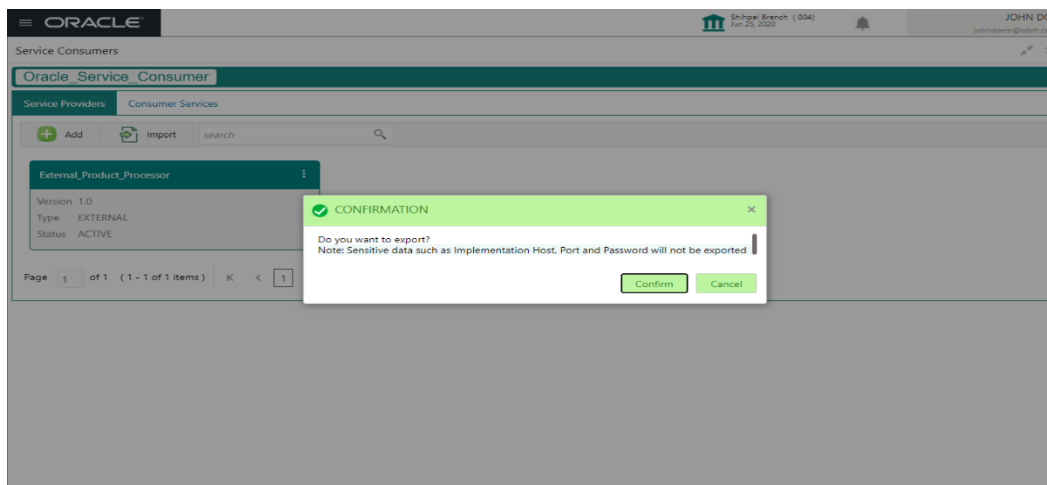 ORACLE
Shihpai Branch ( 004)
Jun 25, 2020
JOHN
Service Consumers
Oracle_Service_Consumer
Service Providers Consumer Services
Add Import search
External_Product_Processor
Version 1.0
Type EXTERNAL
Status ACTIVE
Page 1 of 1 ( 1 - 1 of 1 items) K < 1
CONFIRMATION ×
Do you want to export?
Note: Sensitive data such as Implementation Host, Port and Password will not be exported
Confirm Cancel